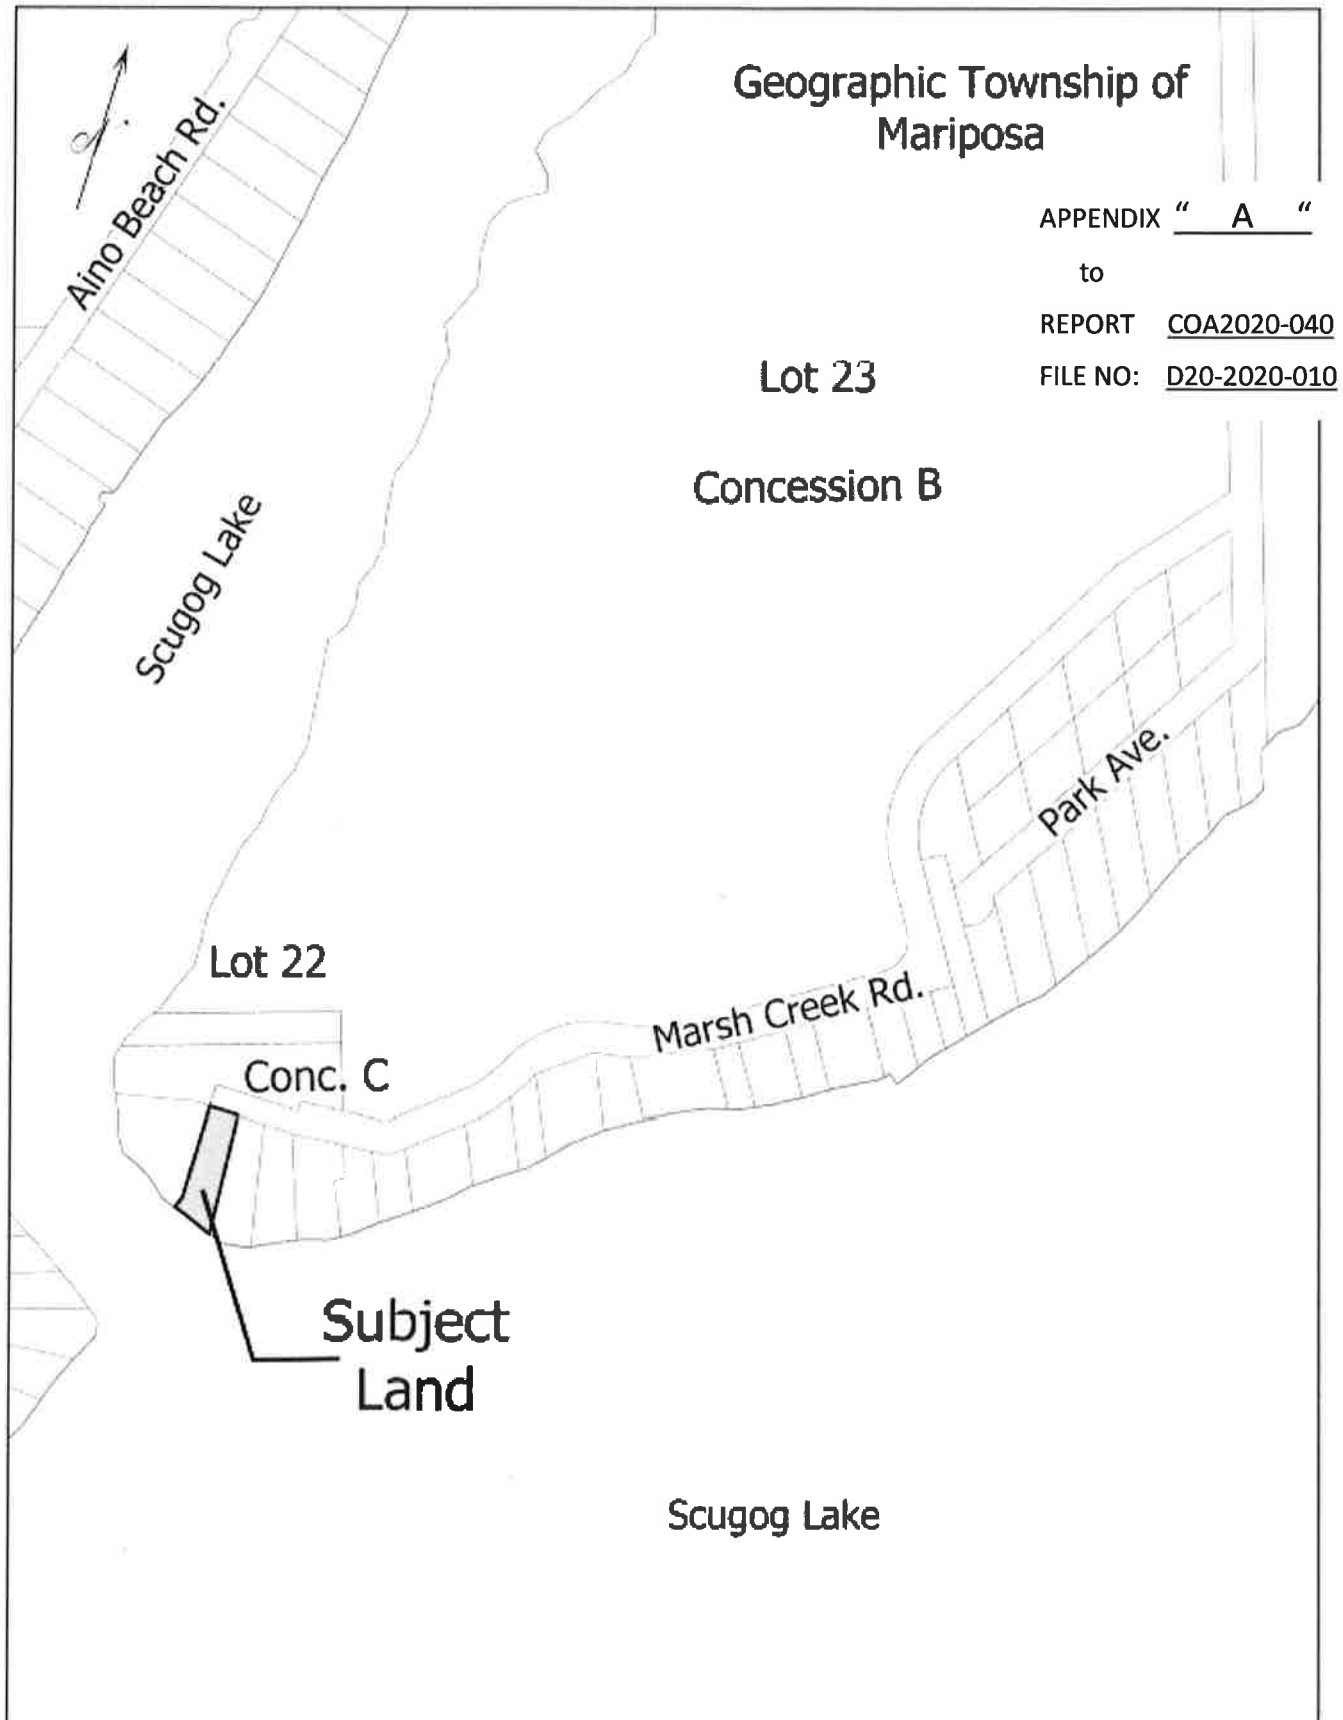 Geographic Township of
Mariposa
Aino Beach Rd.
APPENDIX “ A “
to
REPORT COA2020-040
FILE NO: D20-2020-010
Lot 23
Concession B
Scugog Lake
Park Ave.
Lot 22
Marsh Creek Rd.
Conc. C
Subject
Land
Scugog Lake